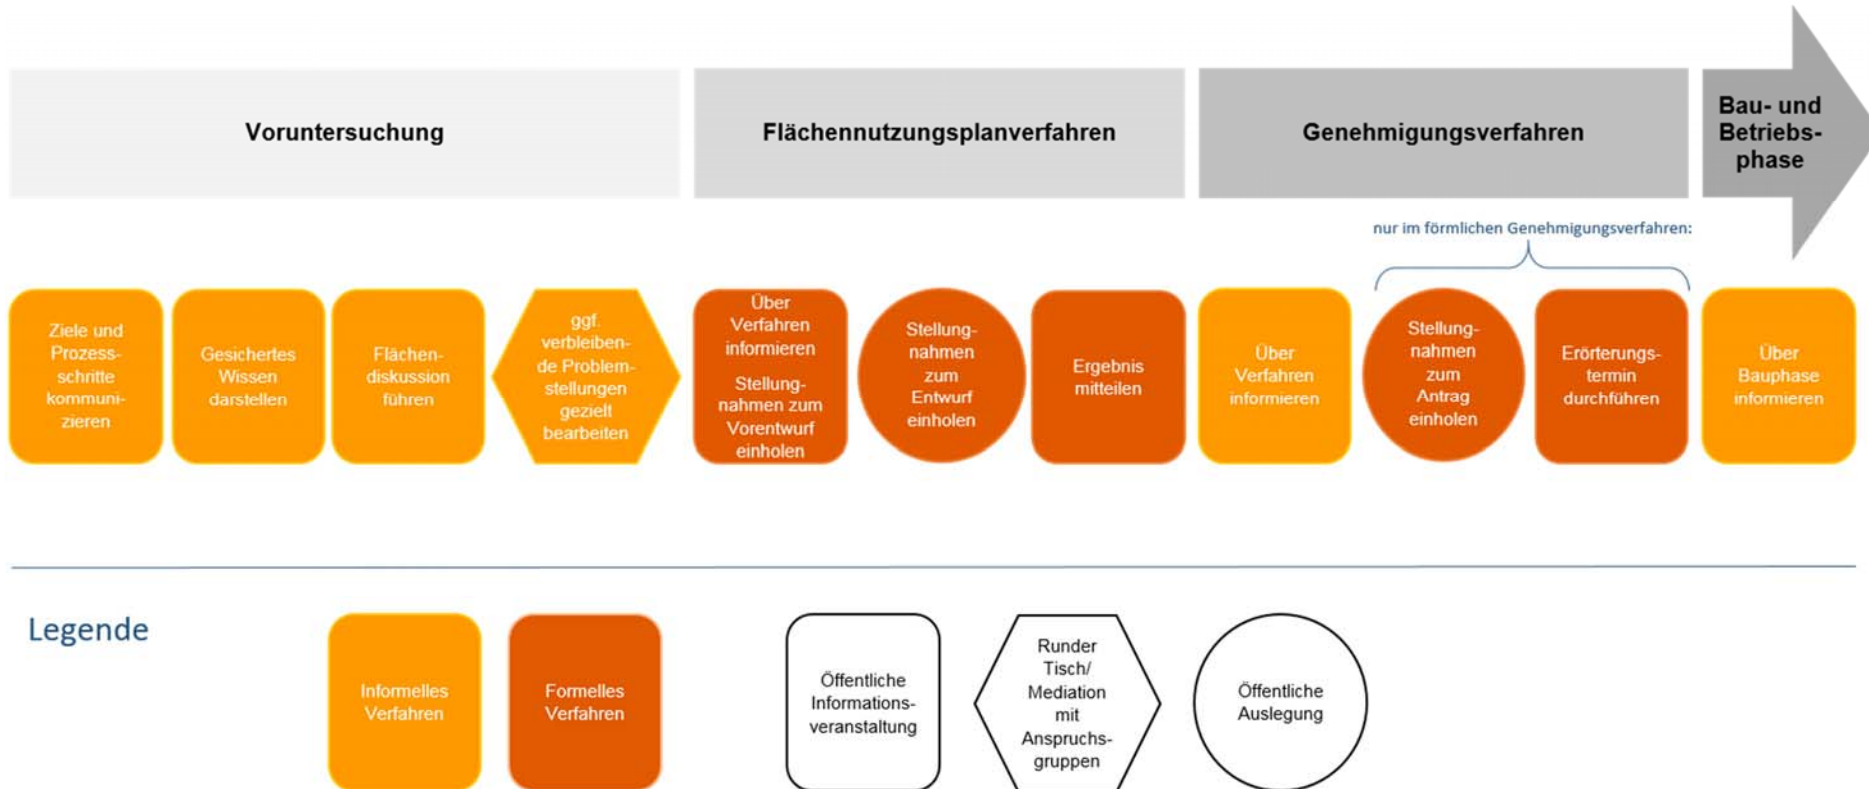 Voruntersuchung
Flächennutzungsplanverfahren
Genehmigungsverfahren
Bau- und
Betriebs-
phase
nur im förmlichen Genehmigungsverfahren:
Ziele und
Prozess-
schritte
kommuni-
zieren
Gesichertes
Wissen
darstellen
Flächen-
diskussion
führen
ggf.
verbleiben-
de Problem-
stellungen
gezielt
bearbeiten
Über
Verfahren
informieren
Stellung-
nahmen zum
Vorentwurf
einholen
Stellung-
nahmen
zum
Entwurf
einholen
Ergebnis
mitteilen
Über
Verfahren
informieren
Stellung-
nahmen
zum
Antrag
einholen
Erörterungs-
termin
durchführen
Über
Bauphase
informieren
Legende
Informelles
Verfahren
Formelles
Verfahren
Öffentliche
Informations-
veranstaltung
Runder
Tisch/
Mediation
mit
Anspruchs-
gruppen
Öffentliche
Auslegung